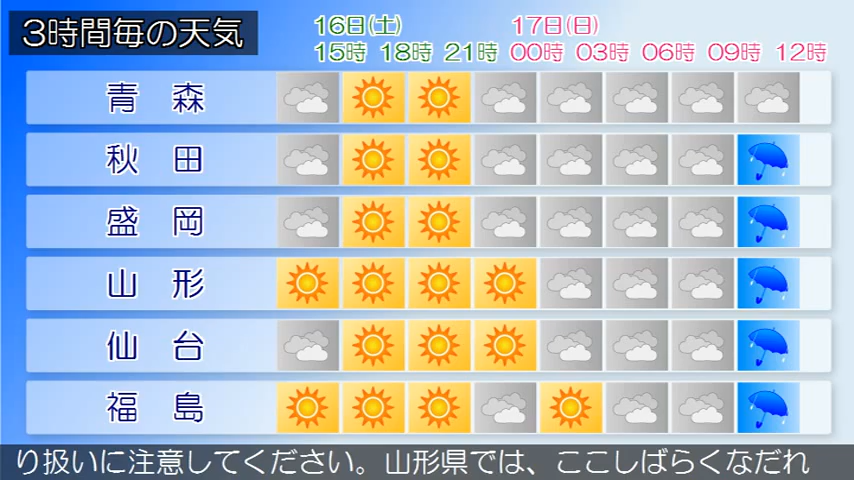 3時間毎の天気
16日(土) 17日(日)
15時 18時 21時 00時 03時 06時 09時 12時
青 森
秋 田
盛 岡
山 形
仙 台
福 島
り扱いに注意してください。山形県では、ここしばらくなだれ